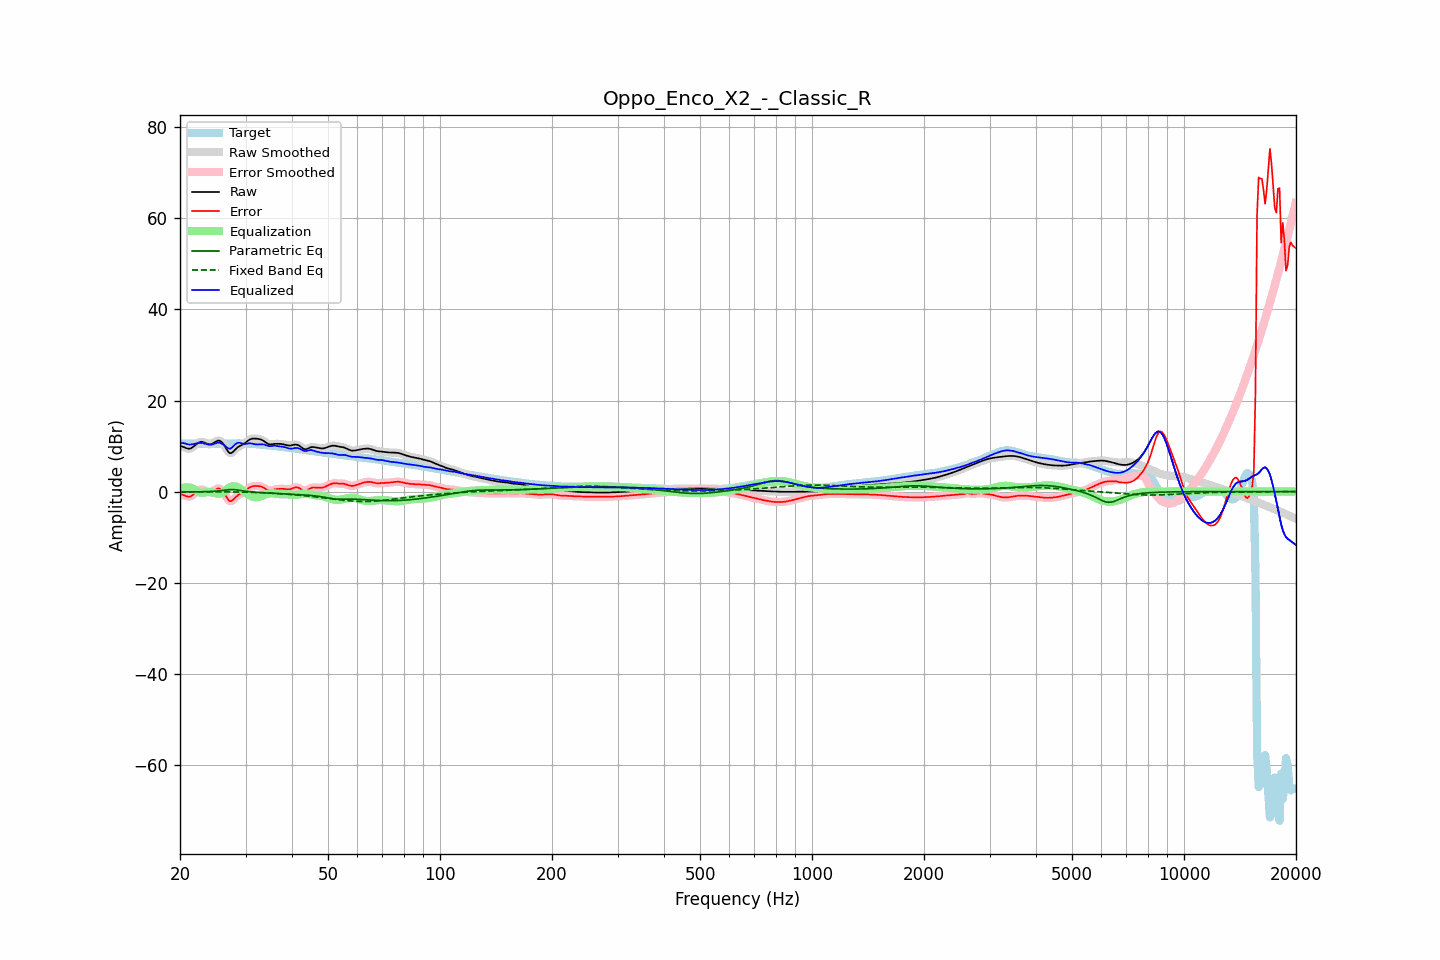 Oppo_Enco_X2_-_Classic_R
80
60
40
20
0
−20
−40
−60
Amplitude (dBr)
Target
Raw Smoothed
Error Smoothed
Raw
Error
Equalization
Parametric Eq
Fixed Band Eq
Equalized
20 50 100 200 500 1000 2000 5000 10000 20000
Frequency (Hz)